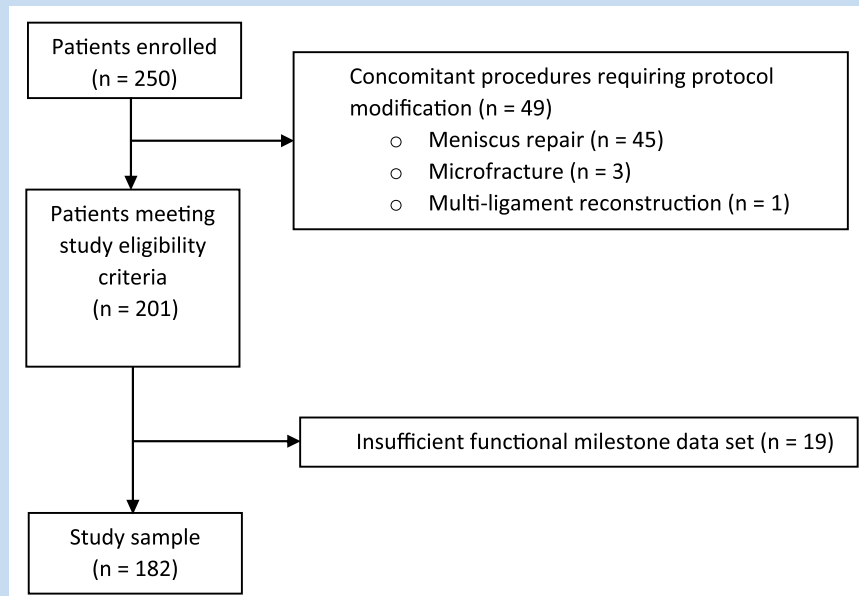 Patients enrolled
(n = 250)
Concomitant procedures requiring protocol
modification (n = 49)
o Meniscus repair (n = 45)
o Microfracture (n = 3)
o Multi-ligament reconstruction (n = 1)
Patients meeting
study eligibility
criteria
(n = 201)
Insufficient functional milestone data set (n = 19)
Study sample
(n = 182)